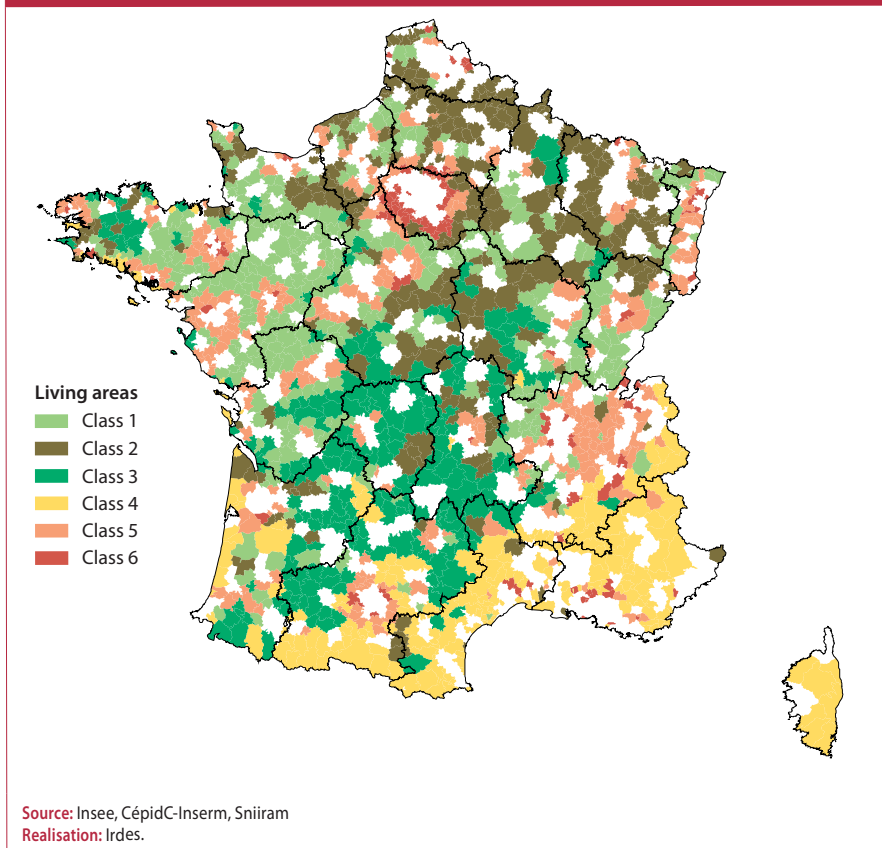 Living areas
Class 1
Class 2
Class 3
Class 4
Class 5
Class 6
Source: Insee, CépidC-Inserm, Sniiram
Realisation: Irdes.